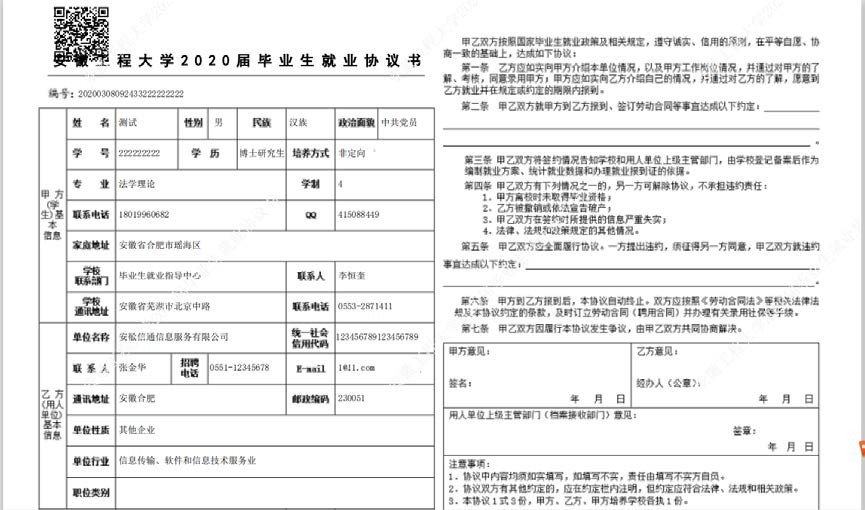 安徽工程大学2020届毕业生就业协议书
编号：20200308092433222222222
甲方(学生)基本信息
姓名 测试 性别 男 民族 汉族 政治面貌 中共党员
学号 222222222 学历 博士研究生 培养方式 非定向
专业 法学理论 学制 4
联系电话 18019960682 QQ 415088449
家庭地址 安徽省合肥市瑶海区
学校联系部门 毕业生就业指导中心 联系人 李恒奎
学校通讯地址 安徽省芜湖市北京中路 联系电话 0553-2871411
乙方(用人单位)基本信息
单位名称 安讼信通信息服务有限公司 统一社会信用代码 123456789123456789
联系人 张金华 招聘电话 0551-12345678 E-mail 1@11.com
通讯地址 安徽合肥 邮政编码 230051
单位性质 其他企业
单位行业 信息传输、软件和信息技术服务业
职位类别
甲乙双方按照国家毕业生就业政策及相关规定，遵守诚实、信用的原则，在平等自愿、协
商一致的基础上，达成如下协议：
第一条 乙方应如实向甲方介绍本单位情况，以及甲方工作岗位情况，并通过对甲方的了
解、考核，同意录用甲方；甲方应如实向乙方介绍自己的情况，并通过对乙方的了解，愿意到
乙方就业并在规定或约定的期限内报到。
第二条 甲乙双方就甲方到乙方报到、签订劳动合同等事宜达成以下约定：
。
第三条 甲乙双方将签约情况告知学校和用人单位上级主管部门，由学校登记备案后作为
编制就业方案、统计就业数据和办理就业报到证的依据。
第四条 甲乙双方有下列情况之一的，另一方可解除协议，不承担违约责任：
1. 甲方离校时未取得毕业资格；
2. 乙方被撤销或依法宣告破产；
3. 甲乙双方在签约时所提供的信息严重失实；
4. 法律、法规和政策规定的其他情况。
第五条 甲乙双方应全面履行协议。一方提出违约，须征得另一方同意，甲乙双方就违约
事宜达成以下约定：
。
第六条 甲方到乙方报到后，本协议自动终止。双方应按照《劳动合同法》等相关法律法
规及本协议约定的条款，及时订立劳动合同（聘用合同）并办理有关录用社保等手续。
第七条 甲乙双方因履行本协议发生争议，由甲乙双方共同协商解决。
甲方意见： 乙方意见：
签名： 经办人（公章）：
年 月 日 年 月 日
用人单位上级主管部门（档案接收部门）意见：
签章：
年 月 日
注意事项：
1、协议中内容均须如实填写，如填写不实，责任由填写不实方自负。
2、协议双方有其他约定的，应在约定栏内注明，但约定应符合法律、法规和相关政策。
3、本协议1式3份，甲方、乙方、甲方培养学校各执1份。